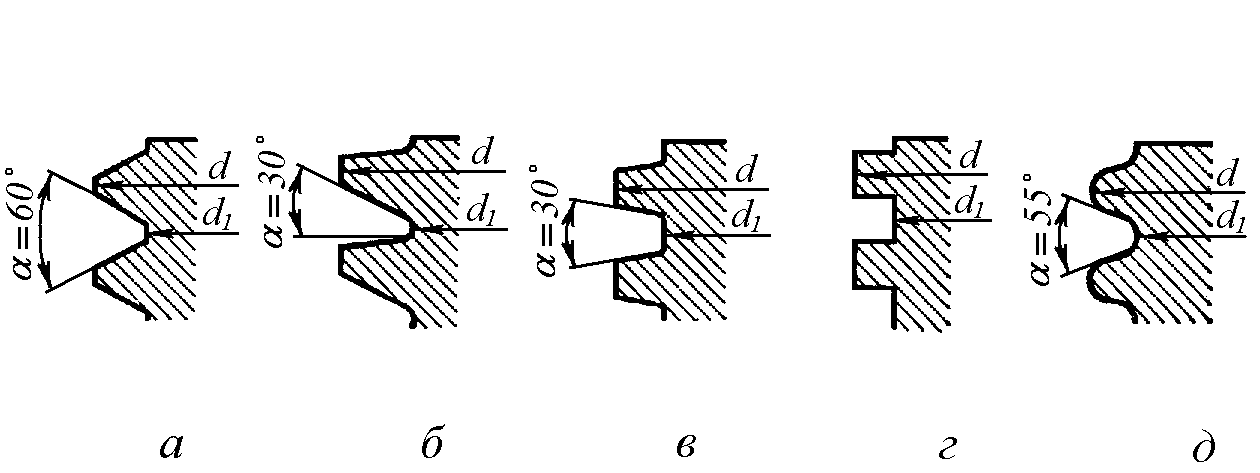 α=60° d d₁
α=30° d d₁
α=30° d d₁
d d₁
α=55° d d₁
а б в г д